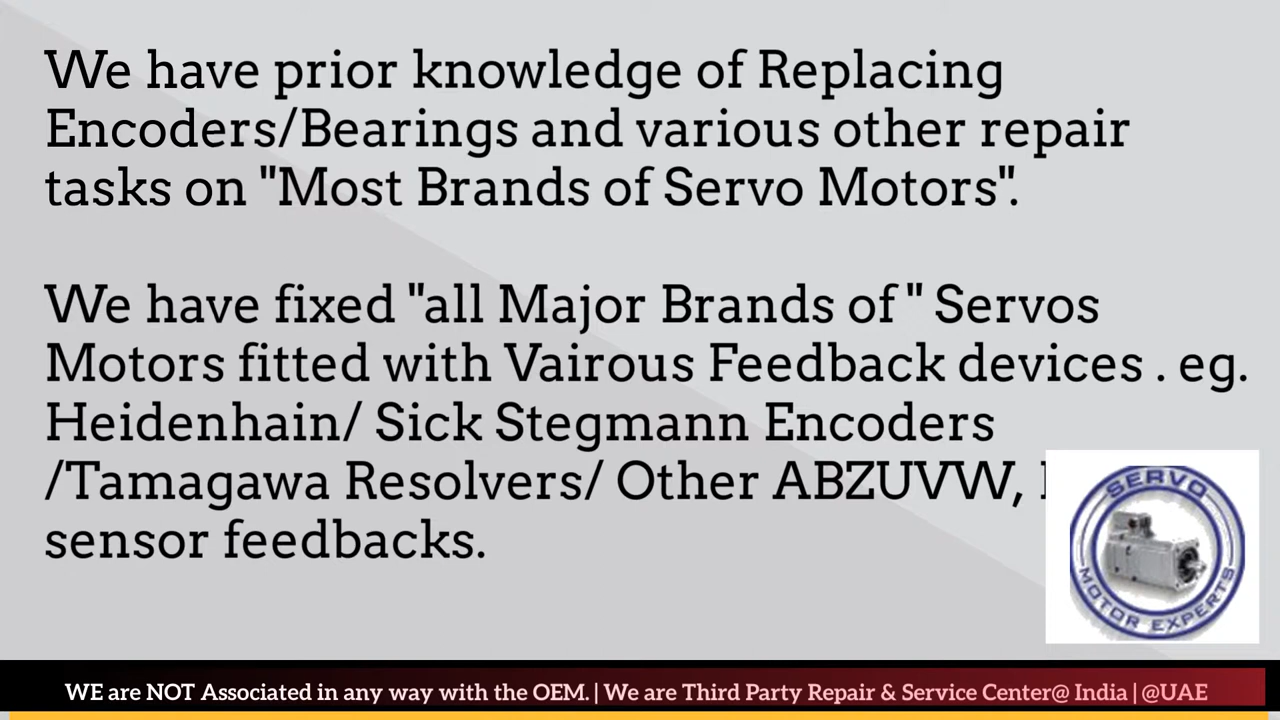 We have prior knowledge of Replacing
Encoders/Bearings and various other repair
tasks on "Most Brands of Servo Motors".
We have fixed "all Major Brands of " Servos
Motors fitted with Vairous Feedback devices . eg.
Heidenhain/ Sick Stegmann Encoders
/Tamagawa Resolvers/ Other ABZUVW,
sensor feedbacks.
SERVO
MOTOR EXPERTS
WE are NOT Associated in any way with the OEM. | We are Third Party Repair & Service Center@ India | @UAE